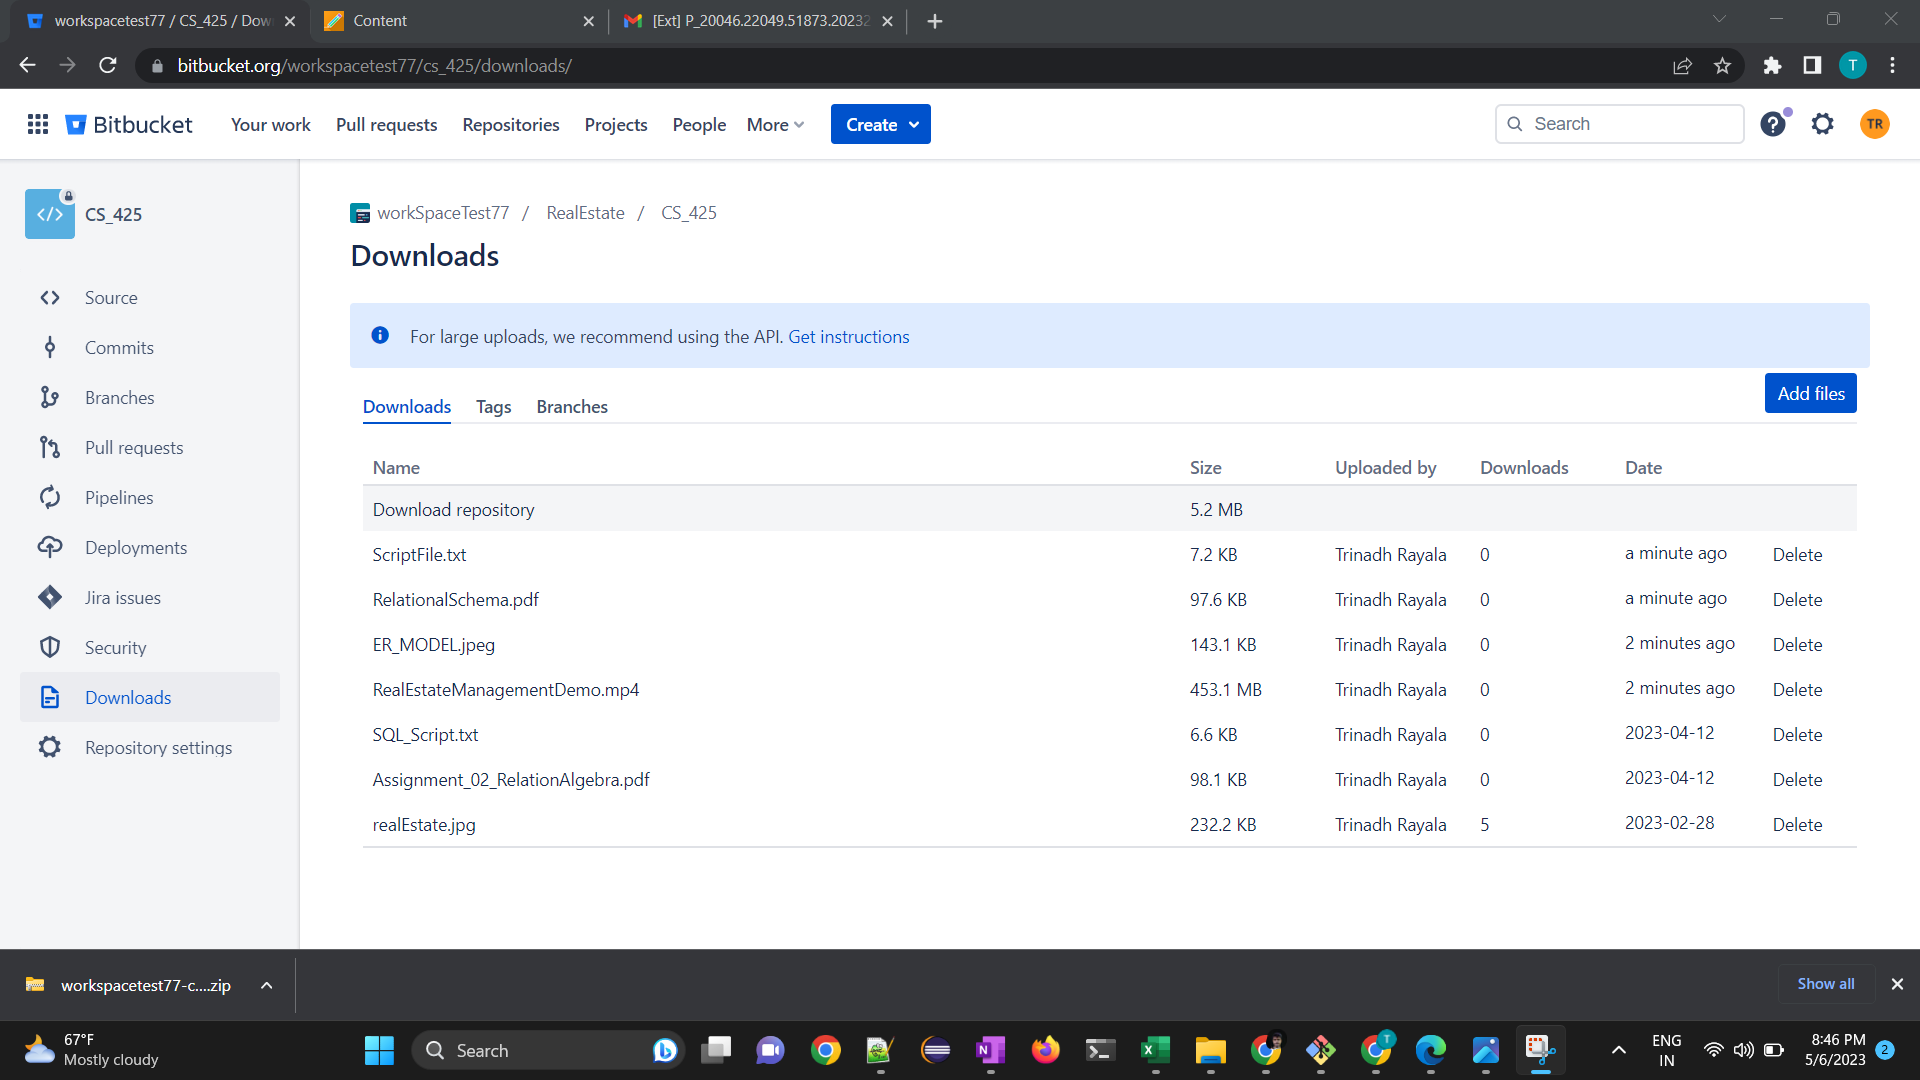 workspacetest77 / CS_425 / Dow
Content
[Ext] P_20046.22049.51873.20232
bitbucket.org/workspacetest77/cs_425/downloads/
T
Bitbucket
Your work
Pull requests
Repositories
Projects
People
More
Create
Search
TR
CS_425
Source
Commits
Branches
Pull requests
Pipelines
Deployments
Jira issues
Security
Downloads
Repository settings
workSpaceTest77 / RealEstate / CS_425
Downloads
For large uploads, we recommend using the API. Get instructions
Add files
Downloads Tags Branches
Name Size Uploaded by Downloads Date
Download repository 5.2 MB
ScriptFile.txt 7.2 KB Trinadh Rayala 0 a minute ago Delete
RelationalSchema.pdf 97.6 KB Trinadh Rayala 0 a minute ago Delete
ER_MODEL.jpeg 143.1 KB Trinadh Rayala 0 2 minutes ago Delete
RealEstateManagementDemo.mp4 453.1 MB Trinadh Rayala 0 2 minutes ago Delete
SQL_Script.txt 6.6 KB Trinadh Rayala 0 2023-04-12 Delete
Assignment_02_RelationAlgebra.pdf 98.1 KB Trinadh Rayala 0 2023-04-12 Delete
realEstate.jpg 232.2 KB Trinadh Rayala 5 2023-02-28 Delete
workspacetest77-c....zip
Show all
67°F
Mostly cloudy
Search
ENG
IN
8:46 PM
5/6/2023
2